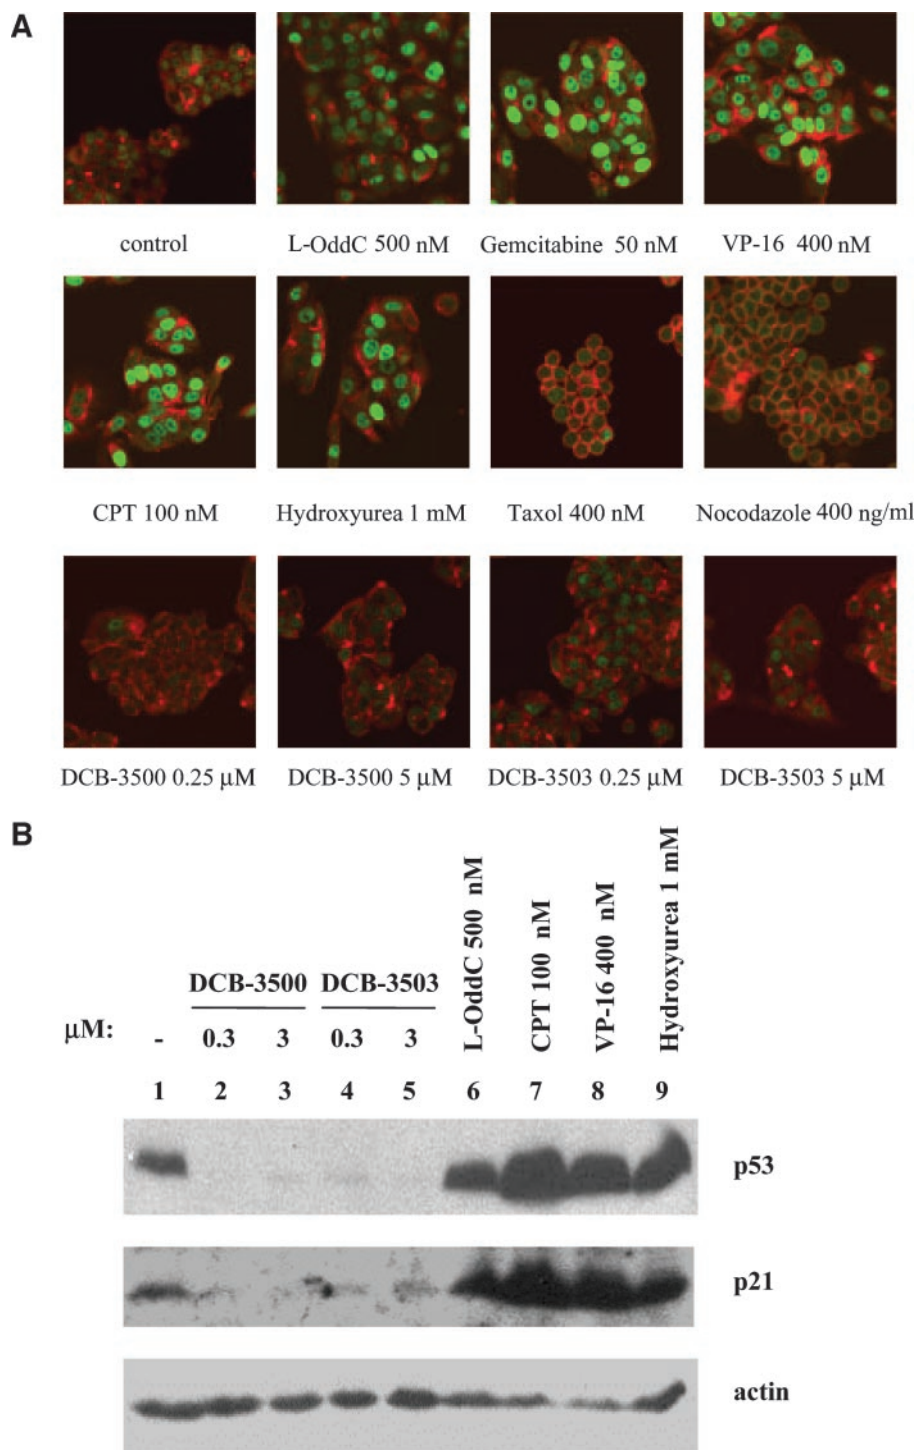 A
control L-OddC 500 nM Gemcitabine 50 nM VP-16 400 nM
CPT 100 nM Hydroxyurea 1 mM Taxol 400 nM Nocodazole 400 ng/ml
DCB-3500 0.25 μM DCB-3500 5 μM DCB-3503 0.25 μM DCB-3503 5 μM
B
L-OddC 500 nM
CPT 100 nM
VP-16 400 nM
Hydroxyurea 1 mM
DCB-3500 DCB-3503
μM: - 0.3 3 0.3 3
1 2 3 4 5 6 7 8 9
p53
p21
actin